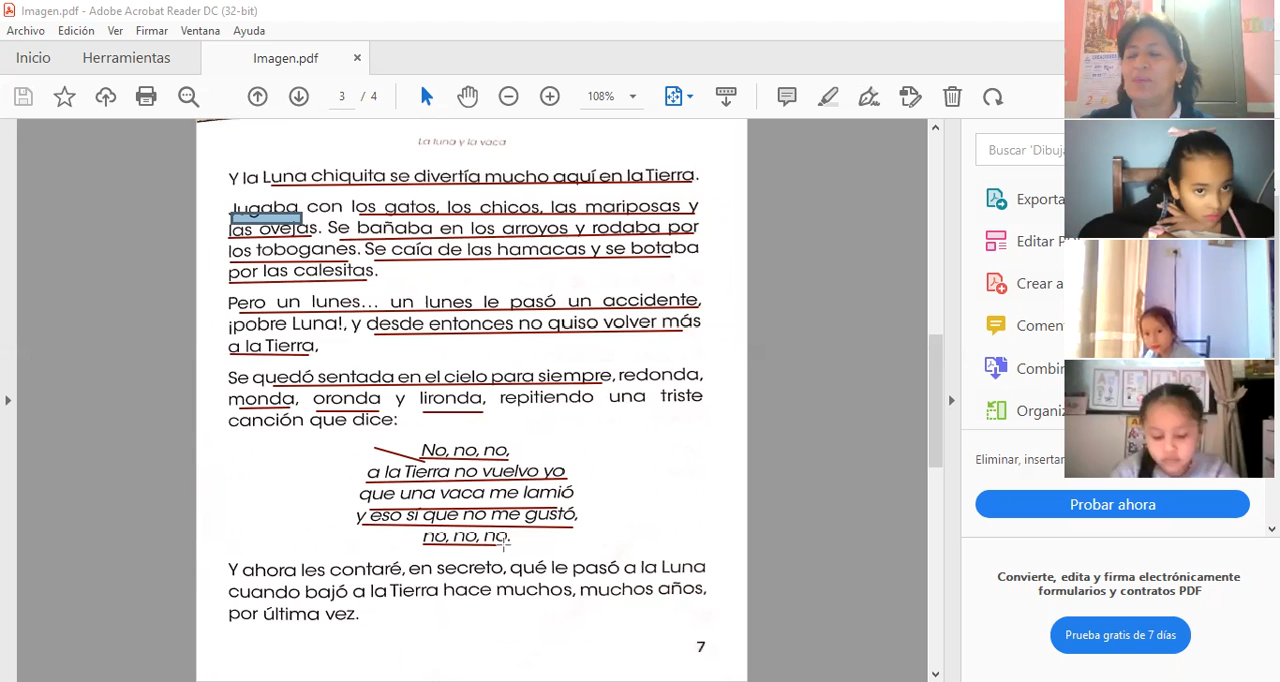 Imagen.pdf - Adobe Acrobat Reader DC (32-bit)
Archivo Edición Ver Firmar Ventana Ayuda
Inicio Herramientas Imagen.pdf ×
3 / 4 108%
La luna y la vaca
Y la Luna chiquita se divertía mucho aquí en la Tierra.
Jugaba con los gatos, los chicos, las mariposas y
las ovejas. Se bañaba en los arroyos y rodaba por
los toboganes. Se caía de las hamacas y se botaba
por las calesitas.
Pero un lunes... un lunes le pasó un accidente,
¡pobre Luna!, y desde entonces no quiso volver más
a la Tierra,
Se quedó sentada en el cielo para siempre, redonda,
monda, oronda y lironda, repitiendo una triste
canción que dice:
No, no, no,
a la Tierra no vuelvo yo
que una vaca me lamió
y eso sí que no me gustó,
no, no, no.
Y ahora les contaré, en secreto, qué le pasó a la Luna
cuando bajó a la Tierra hace muchos, muchos años,
por última vez.
7
Buscar 'Dibuj
Exporta
Editar P
Crear a
Comen
Combin
Organiz
Eliminar, insertar
Probar ahora
Convierte, edita y firma electrónicamente
formularios y contratos PDF
Prueba gratis de 7 días